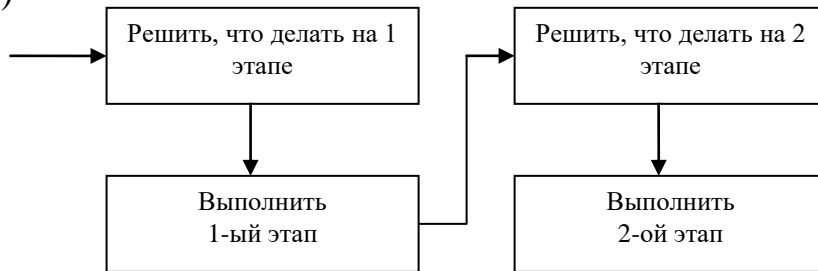 )
Решить, что делать на 1
этапе
Выполнить
1-ый этап
Решить, что делать на 2
этапе
Выполнить
2-ой этап